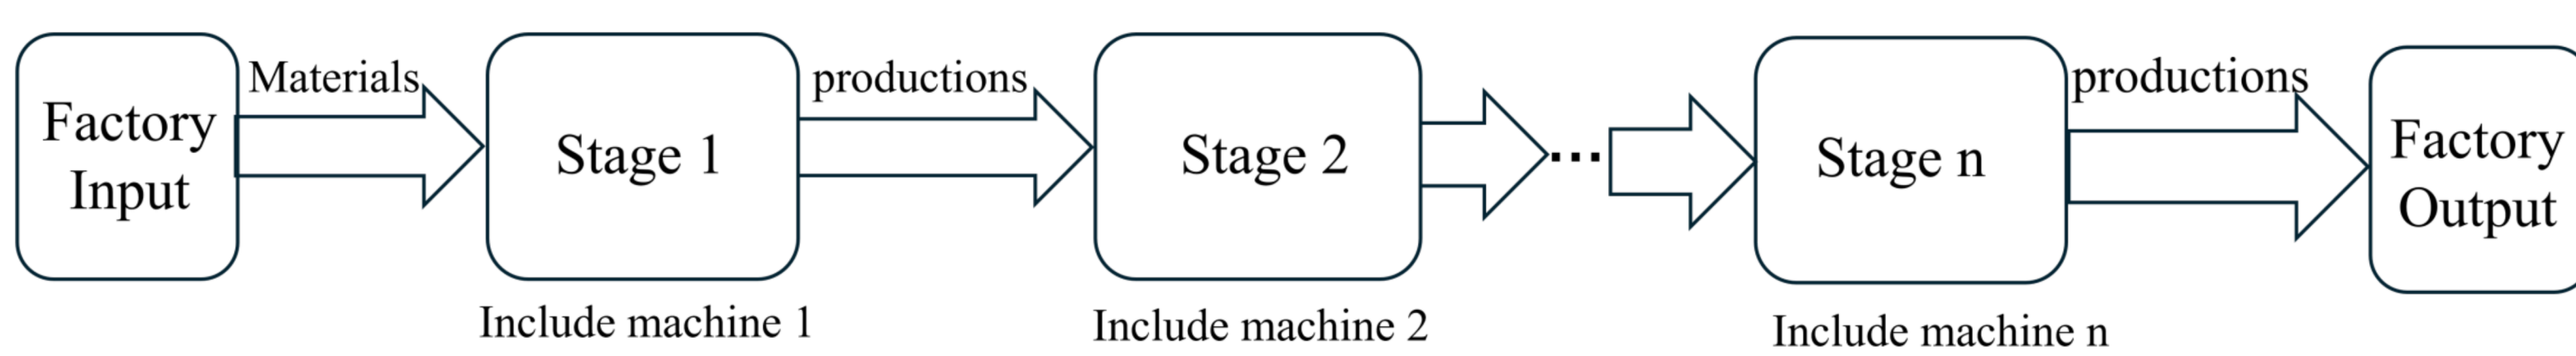 Factory
Input
Materials
Stage 1
Include machine 1
productions
Stage 2
Include machine 2
...
Stage n
Include machine n
productions
Factory
Output